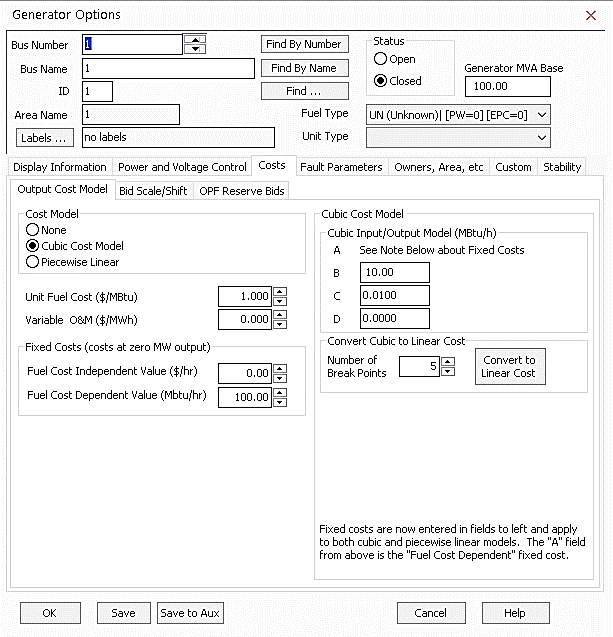 Generator Options
Bus Number 1 Find By Number
Bus Name 1 Find By Name
ID 1 Find ...
Status
Open
Closed
Generator MVA Base
100.00
Area Name 1
Fuel Type UN (Unknown)| [PW=0] [EPC=0]
Labels ... no labels
Unit Type
Display Information Power and Voltage Control Costs Fault Parameters Owners, Area, etc Custom Stability
Output Cost Model Bid Scale/Shift OPF Reserve Bids
Cost Model
None
Cubic Cost Model
Piecewise Linear
Unit Fuel Cost ($/MBtu) 1.000
Variable O&M ($/MWh) 0.000
Fixed Costs (costs at zero MW output)
Fuel Cost Independent Value ($/hr) 0.00
Fuel Cost Dependent Value (Mbtu/hr) 100.00
Cubic Cost Model
Cubic Input/Output Model (MBtu/h)
A See Note Below about Fixed Costs
B 10.00
C 0.0100
D 0.0000
Convert Cubic to Linear Cost
Number of
Break Points 5
Convert to
Linear Cost
Fixed costs are now entered in fields to left and apply
to both cubic and piecewise linear models. The "A" field
from above is the "Fuel Cost Dependent" fixed cost.
OK Save Save to Aux Cancel Help